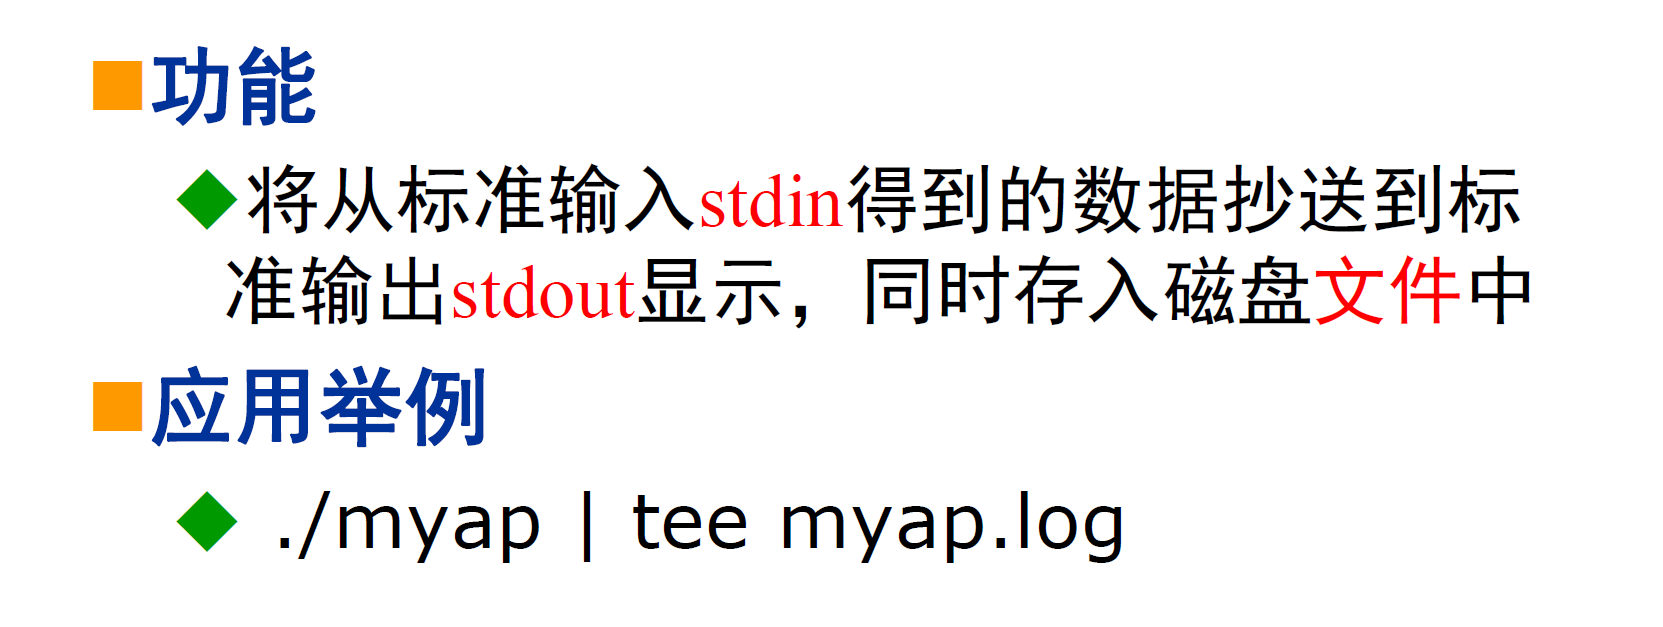 功能
将从标准输入stdin得到的数据抄送到标
准输出stdout显示，同时存入磁盘文件中
应用举例
./myap | tee myap.log